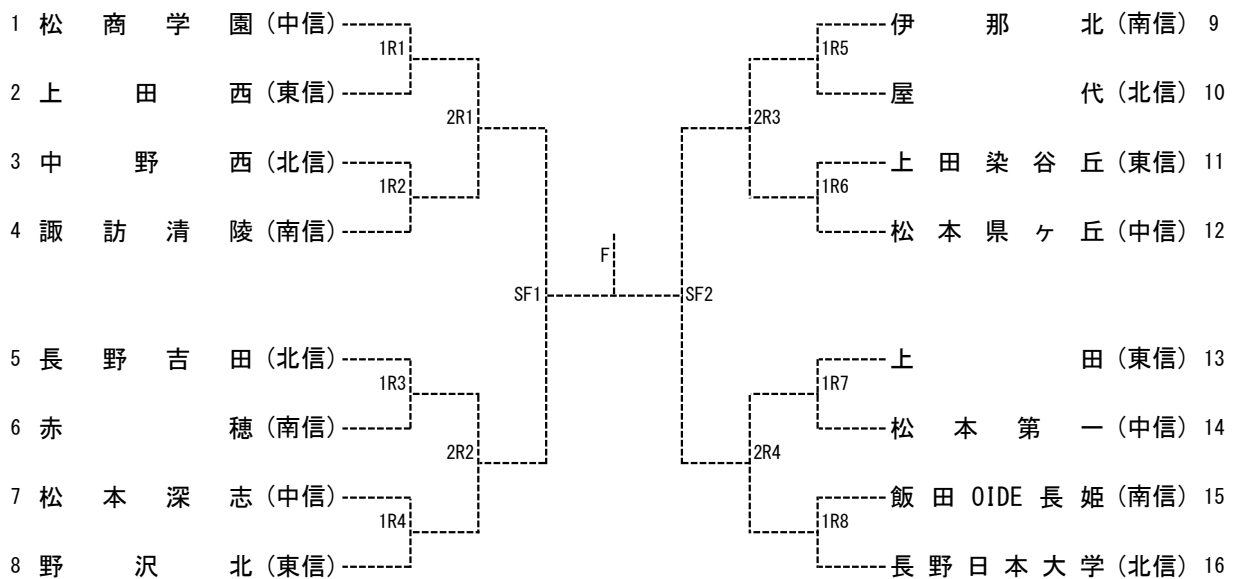 1 松商学園 (中信)
1R1
2 上田西 (東信)
2R1
3 中野西 (北信)
1R2
4 諏訪清陵 (南信)
SF1
5 長野吉田 (北信)
1R3
6 赤穂 (南信)
2R2
7 松本深志 (中信)
1R4
8 野沢北 (東信)
F
伊那北 (南信) 9
1R5
屋代 (北信) 10
2R3
上田染谷丘 (東信) 11
1R6
松本県ヶ丘 (中信) 12
SF2
上田 (東信) 13
1R7
松本第一 (中信) 14
2R4
飯田OIDE長姫 (南信) 15
1R8
長野日本大学 (北信) 16